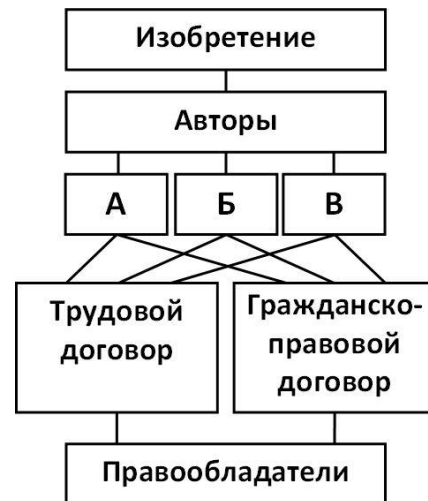 Изобретение
Авторы
А Б В
Трудовой
договор
Гражданско-
правовой
договор
Правообладатели